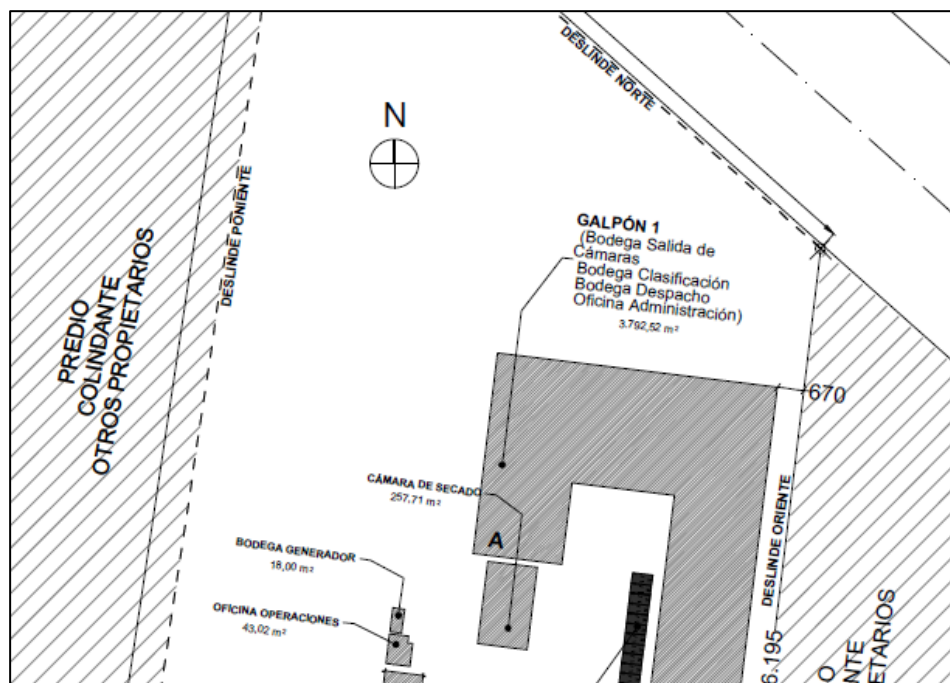 DESLINDE NORTE
N
DESLINDE PONIENTE
GALPÓN 1
(Bodega Salida de
Cámaras
Bodega Clasificación
Bodega Despacho
Oficina Administración)
3.792,52 m²
PREDIO
COLINDANTE
OTROS PROPIETARIOS
670
CÁMARA DE SECADO
257,71 m²
A
DESLINDE ORIENTE
BODEGA GENERADOR
18,00 m²
OFICINA OPERACIONES
43,02 m²
6.195